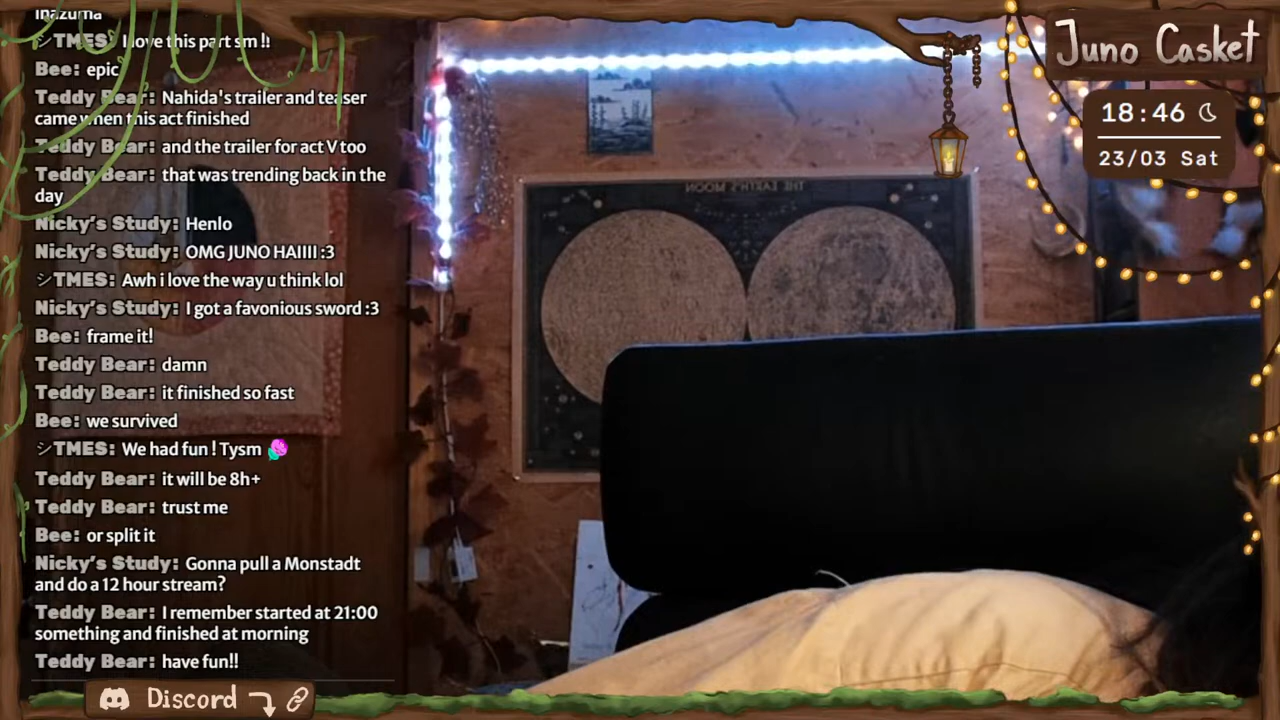 inazuma
シTMES: I love this part sm !!
Bee: epic
Teddy Bear: Nahida's trailer and teaser
came when this act finished
Teddy Bear: and the trailer for act V too
Teddy Bear: that was trending back in the
day
Nicky's Study: Henlo
Nicky's Study: OMG JUNO HAIIII :3
シTMES: Awh i love the way u think lol
Nicky's Study: I got a favonious sword :3
Bee: frame it!
Teddy Bear: damn
Teddy Bear: it finished so fast
Bee: we survived
シTMES: We had fun ! Tysm
Teddy Bear: it will be 8h+
Teddy Bear: trust me
Bee: or split it
Nicky's Study: Gonna pull a Monstadt
and do a 12 hour stream?
Teddy Bear: I remember started at 21:00
something and finished at morning
Teddy Bear: have fun!!
Discord
THE EARTH'S MOON
Juno Casket
18:46
23/03 Sat